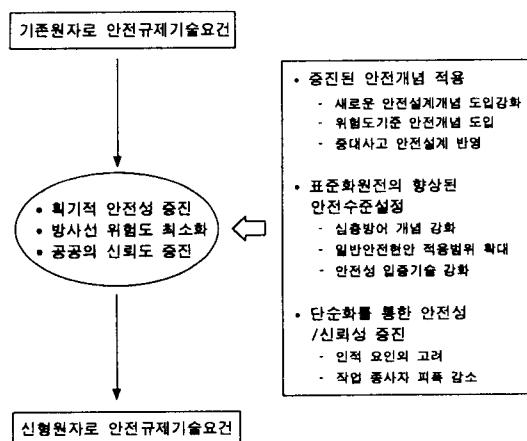 기존원자로 안전규제기술요건
• 획기적 안전성 증진
• 방사선 위험도 최소화
• 공공의 신뢰도 증진
신형원자로 안전규제기술요건
• 증진된 안전개념 적용
- 새로운 안전설계개념 도입강화
- 위험도기준 안전개념 도입
- 중대사고 안전설계 반영
• 표준화원전의 향상된
안전수준설정
- 심층방어 개념 강화
- 일반안전현안 적용범위 확대
- 안전성 입증기술 강화
• 단순화를 통한 안전성
/신뢰성 증진
- 인적 요인의 고려
- 작업 종사자 피폭 감소